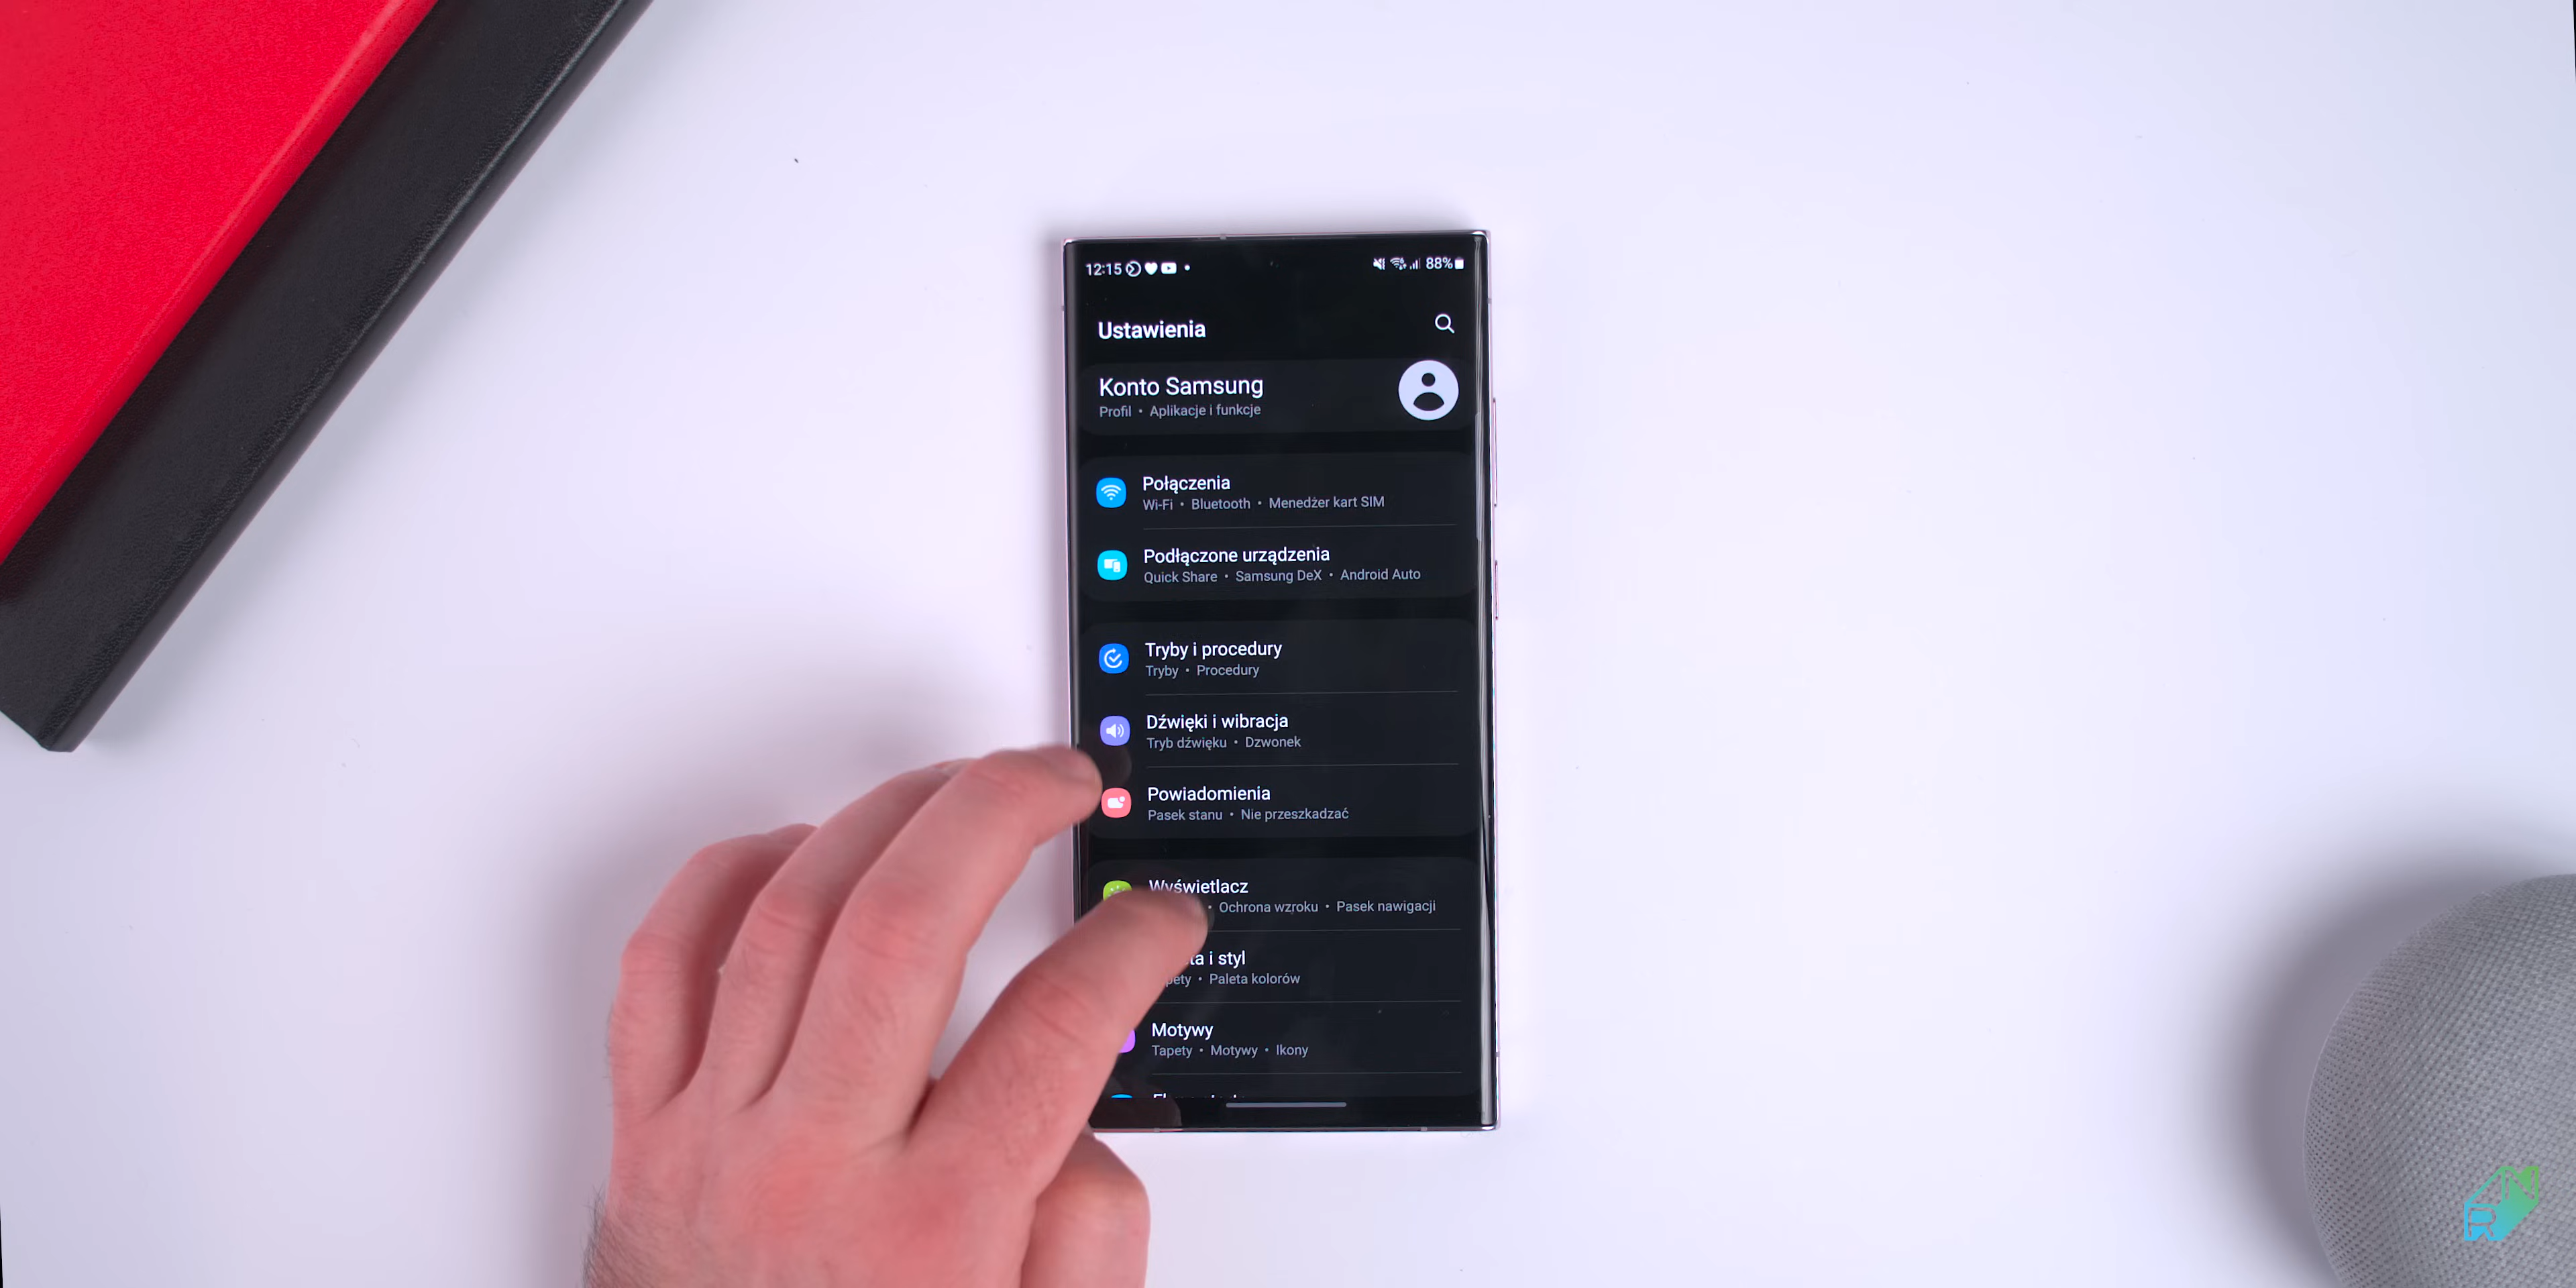 12:15
88%
Ustawienia
Konto Samsung
Profil • Aplikacje i funkcje
Połączenia
Wi-Fi • Bluetooth • Menedżer kart SIM
Podłączone urządzenia
Quick Share • Samsung DeX • Android Auto
Tryby i procedury
Tryby • Procedury
Dźwięki i wibracja
Tryb dźwięku • Dzwonek
Powiadomienia
Pasek stanu • Nie przeszkadzać
Wyświetlacz
• Ochrona wzroku • Pasek nawigacji
i styl
• Paleta kolorów
Motywy
Tapety • Motywy • Ikony